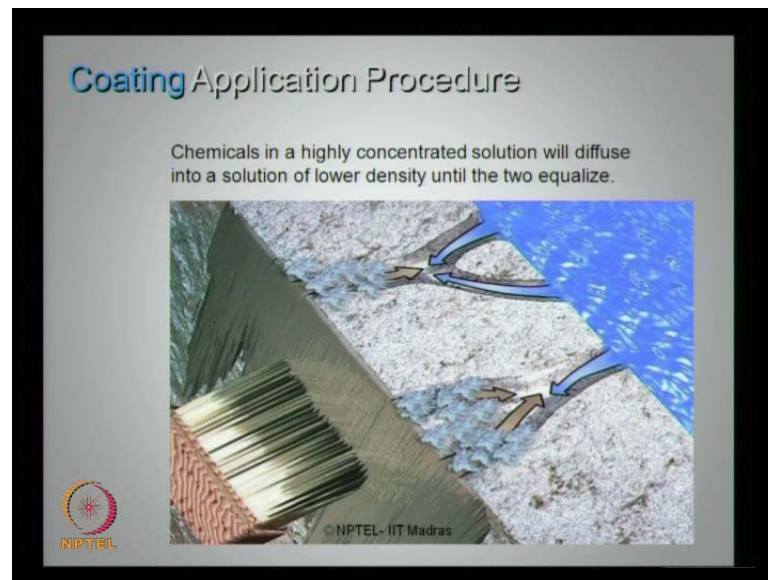 Coating Application Procedure
Chemicals in a highly concentrated solution will diffuse
into a solution of lower density until the two equalize.
© NPTEL- IIT Madras
NPTEL